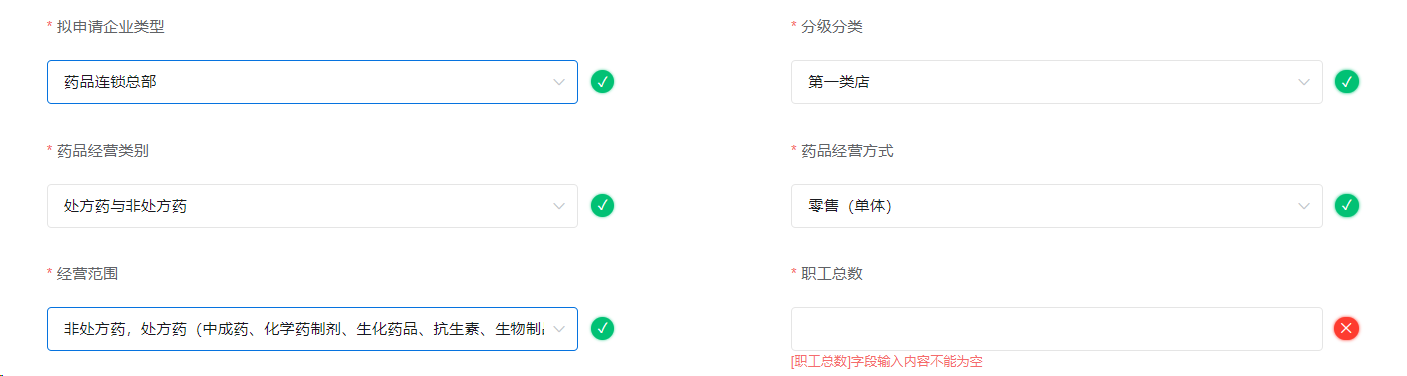 * 拟申请企业类型
* 分级分类
药品连锁总部
第一类店
* 药品经营类别
* 药品经营方式
处方药与非处方药
零售（单体）
* 经营范围
* 职工总数
非处方药，处方药（中成药、化学药制剂、生化药品、抗生素、生物制
[职工总数]字段输入内容不能为空